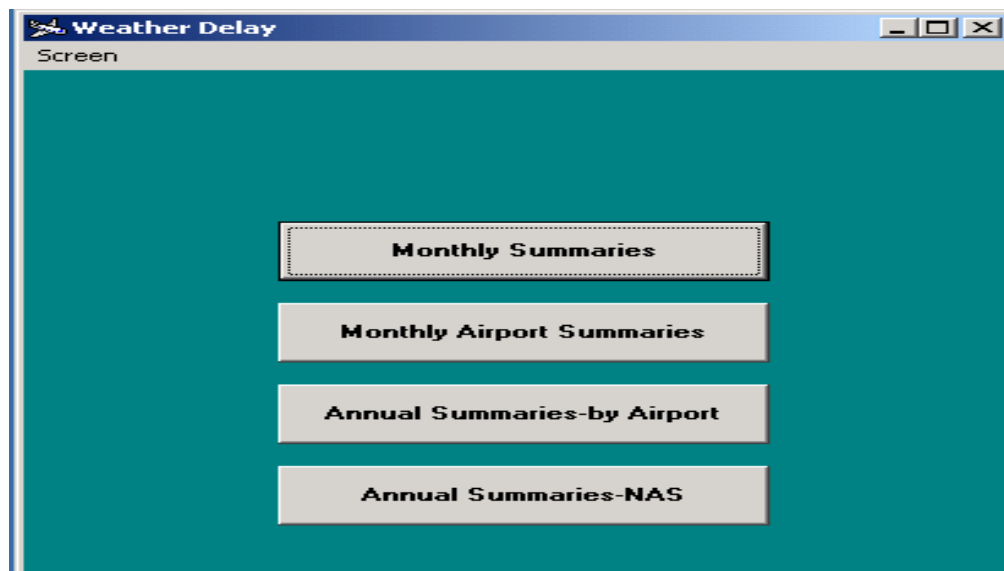 Weather Delay
Screen
Monthly Summaries
Monthly Airport Summaries
Annual Summaries-by Airport
Annual Summaries-NAS